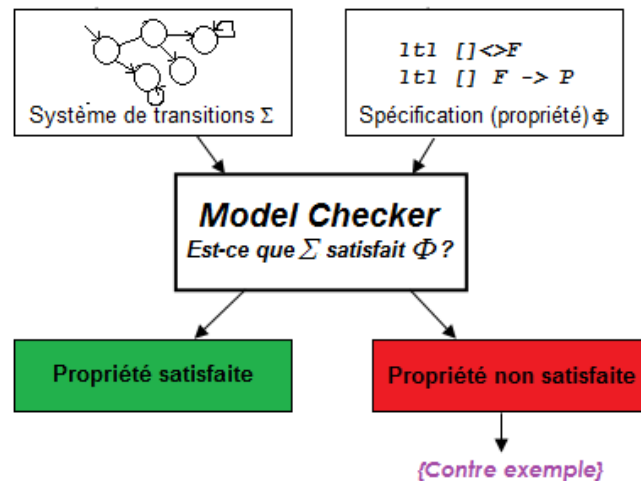 ltl []<>F
ltl [] F -> P
Système de transitions Σ
Spécification (propriété) Φ
Model Checker
Est-ce que Σ satisfait Φ ?
Propriété satisfaite
Propriété non satisfaite
{Contre exemple}